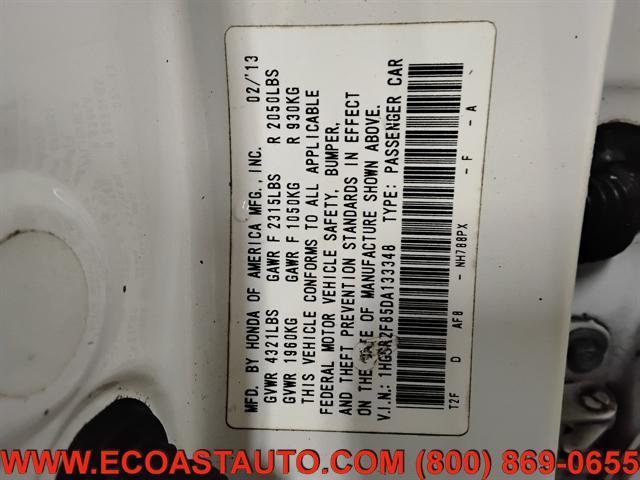 MFD. BY HONDA OF AMERICA MFG., INC. 02/'13
GVWR 4321LBS GAWR F 2315LBS R 2050LBS
GVWR 1960KG GAWR F 1050KG R 930KG
THIS VEHICLE CONFORMS TO ALL APPLICABLE
FEDERAL MOTOR VEHICLE SAFETY, BUMPER,
AND THEFT PREVENTION STANDARDS IN EFFECT
ON THE DATE OF MANUFACTURE SHOWN ABOVE.
V.I.N.: 1HGCR2F85DA133348 TYPE: PASSENGER CAR
T2F D AF8 - NH788PX - F - A
WWW.ECOASTAUTO.COM (800) 869-0655